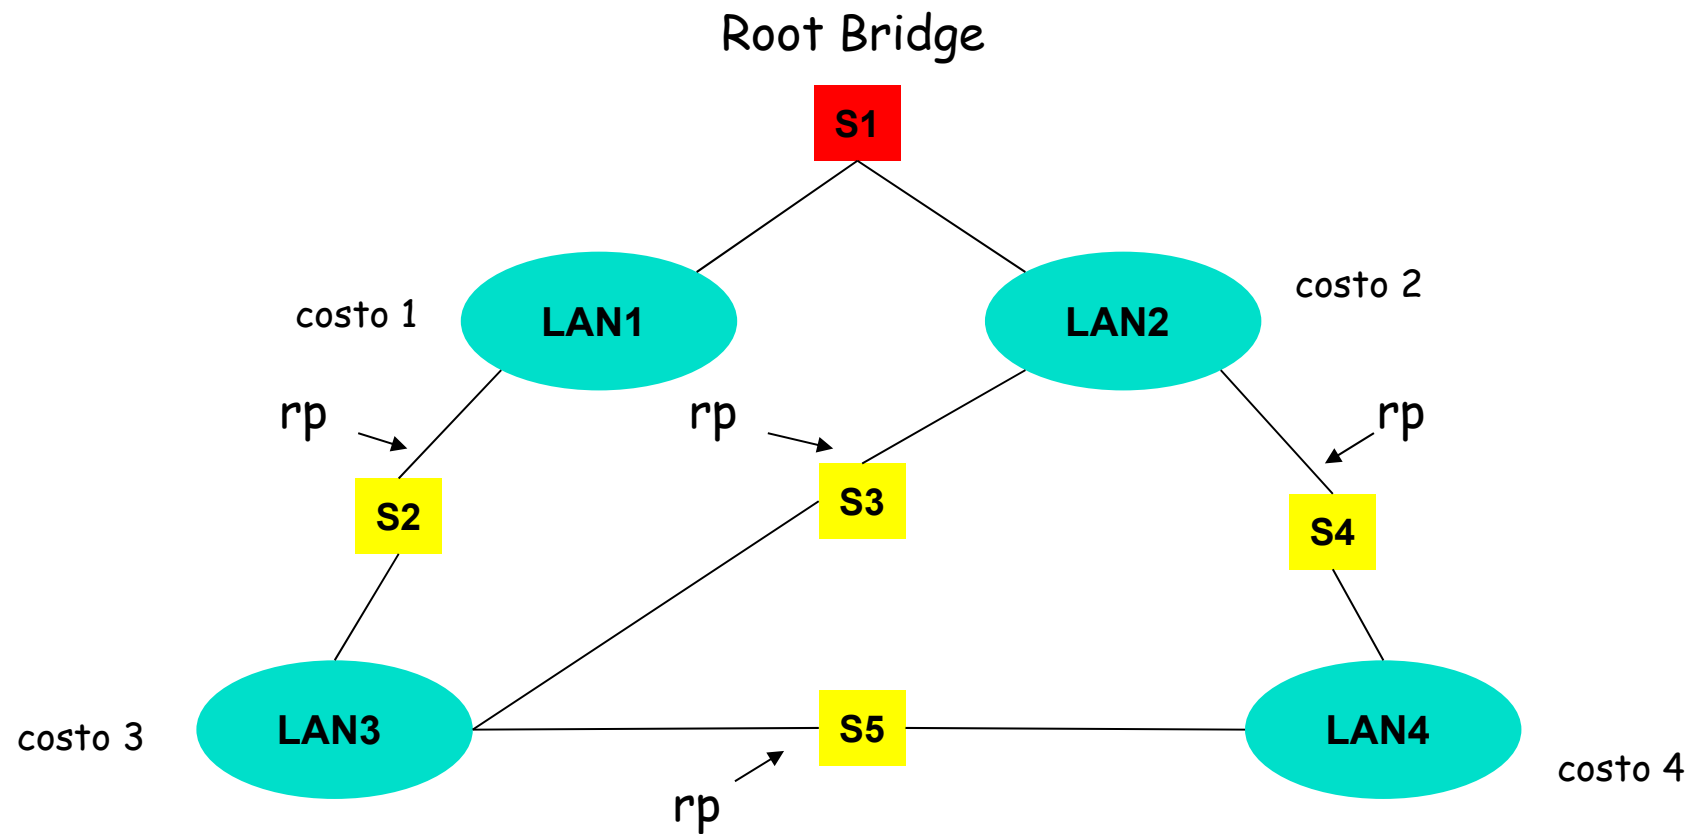 Root Bridge
S1
costo 1
LAN1
LAN2
costo 2
rp
rp
rp
S2
S3
S4
costo 3
LAN3
S5
LAN4
costo 4
rp